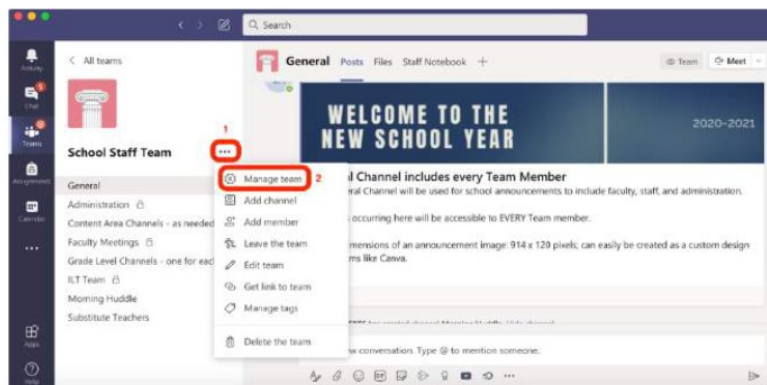 Search
Activity
Chat
Teams
Assignments
Calendar
Apps
Help
All teams
School Staff Team
General
Administration
Content Area Channels - as needed
Faculty Meetings
Grade Level Channels - one for eac
ILT Team
Morning Huddle
Substitute Teachers
1
Manage team 2
Add channel
Add member
Leave the team
Edit team
Get link to team
Manage tags
Delete the team
General Posts Files Staff Notebook +
Team
Meet
WELCOME TO THE
NEW SCHOOL YEAR
2020-2021
l Channel includes every Team Member
eral Channel will be used for school announcements to include faculty, staff, and administration.
s occurring here will be accessible to EVERY Team member.
mensions of an announcement image: 914 x 120 pixels; can easily be created as a custom design
ms like Canva.
ew conversation. Type @ to mention someone.